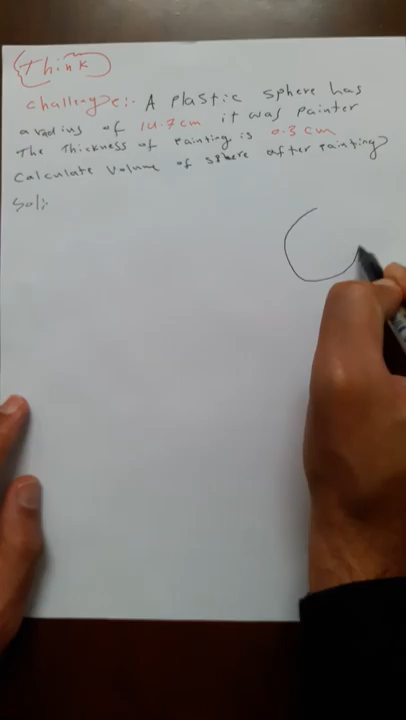 Think
Challenge:- A Plastic sphere has
a radius of 14.7 cm it was Painter
The Thickness of Painting is 0.3 cm
Calculate Volume of sphere after Painting?
Sol: